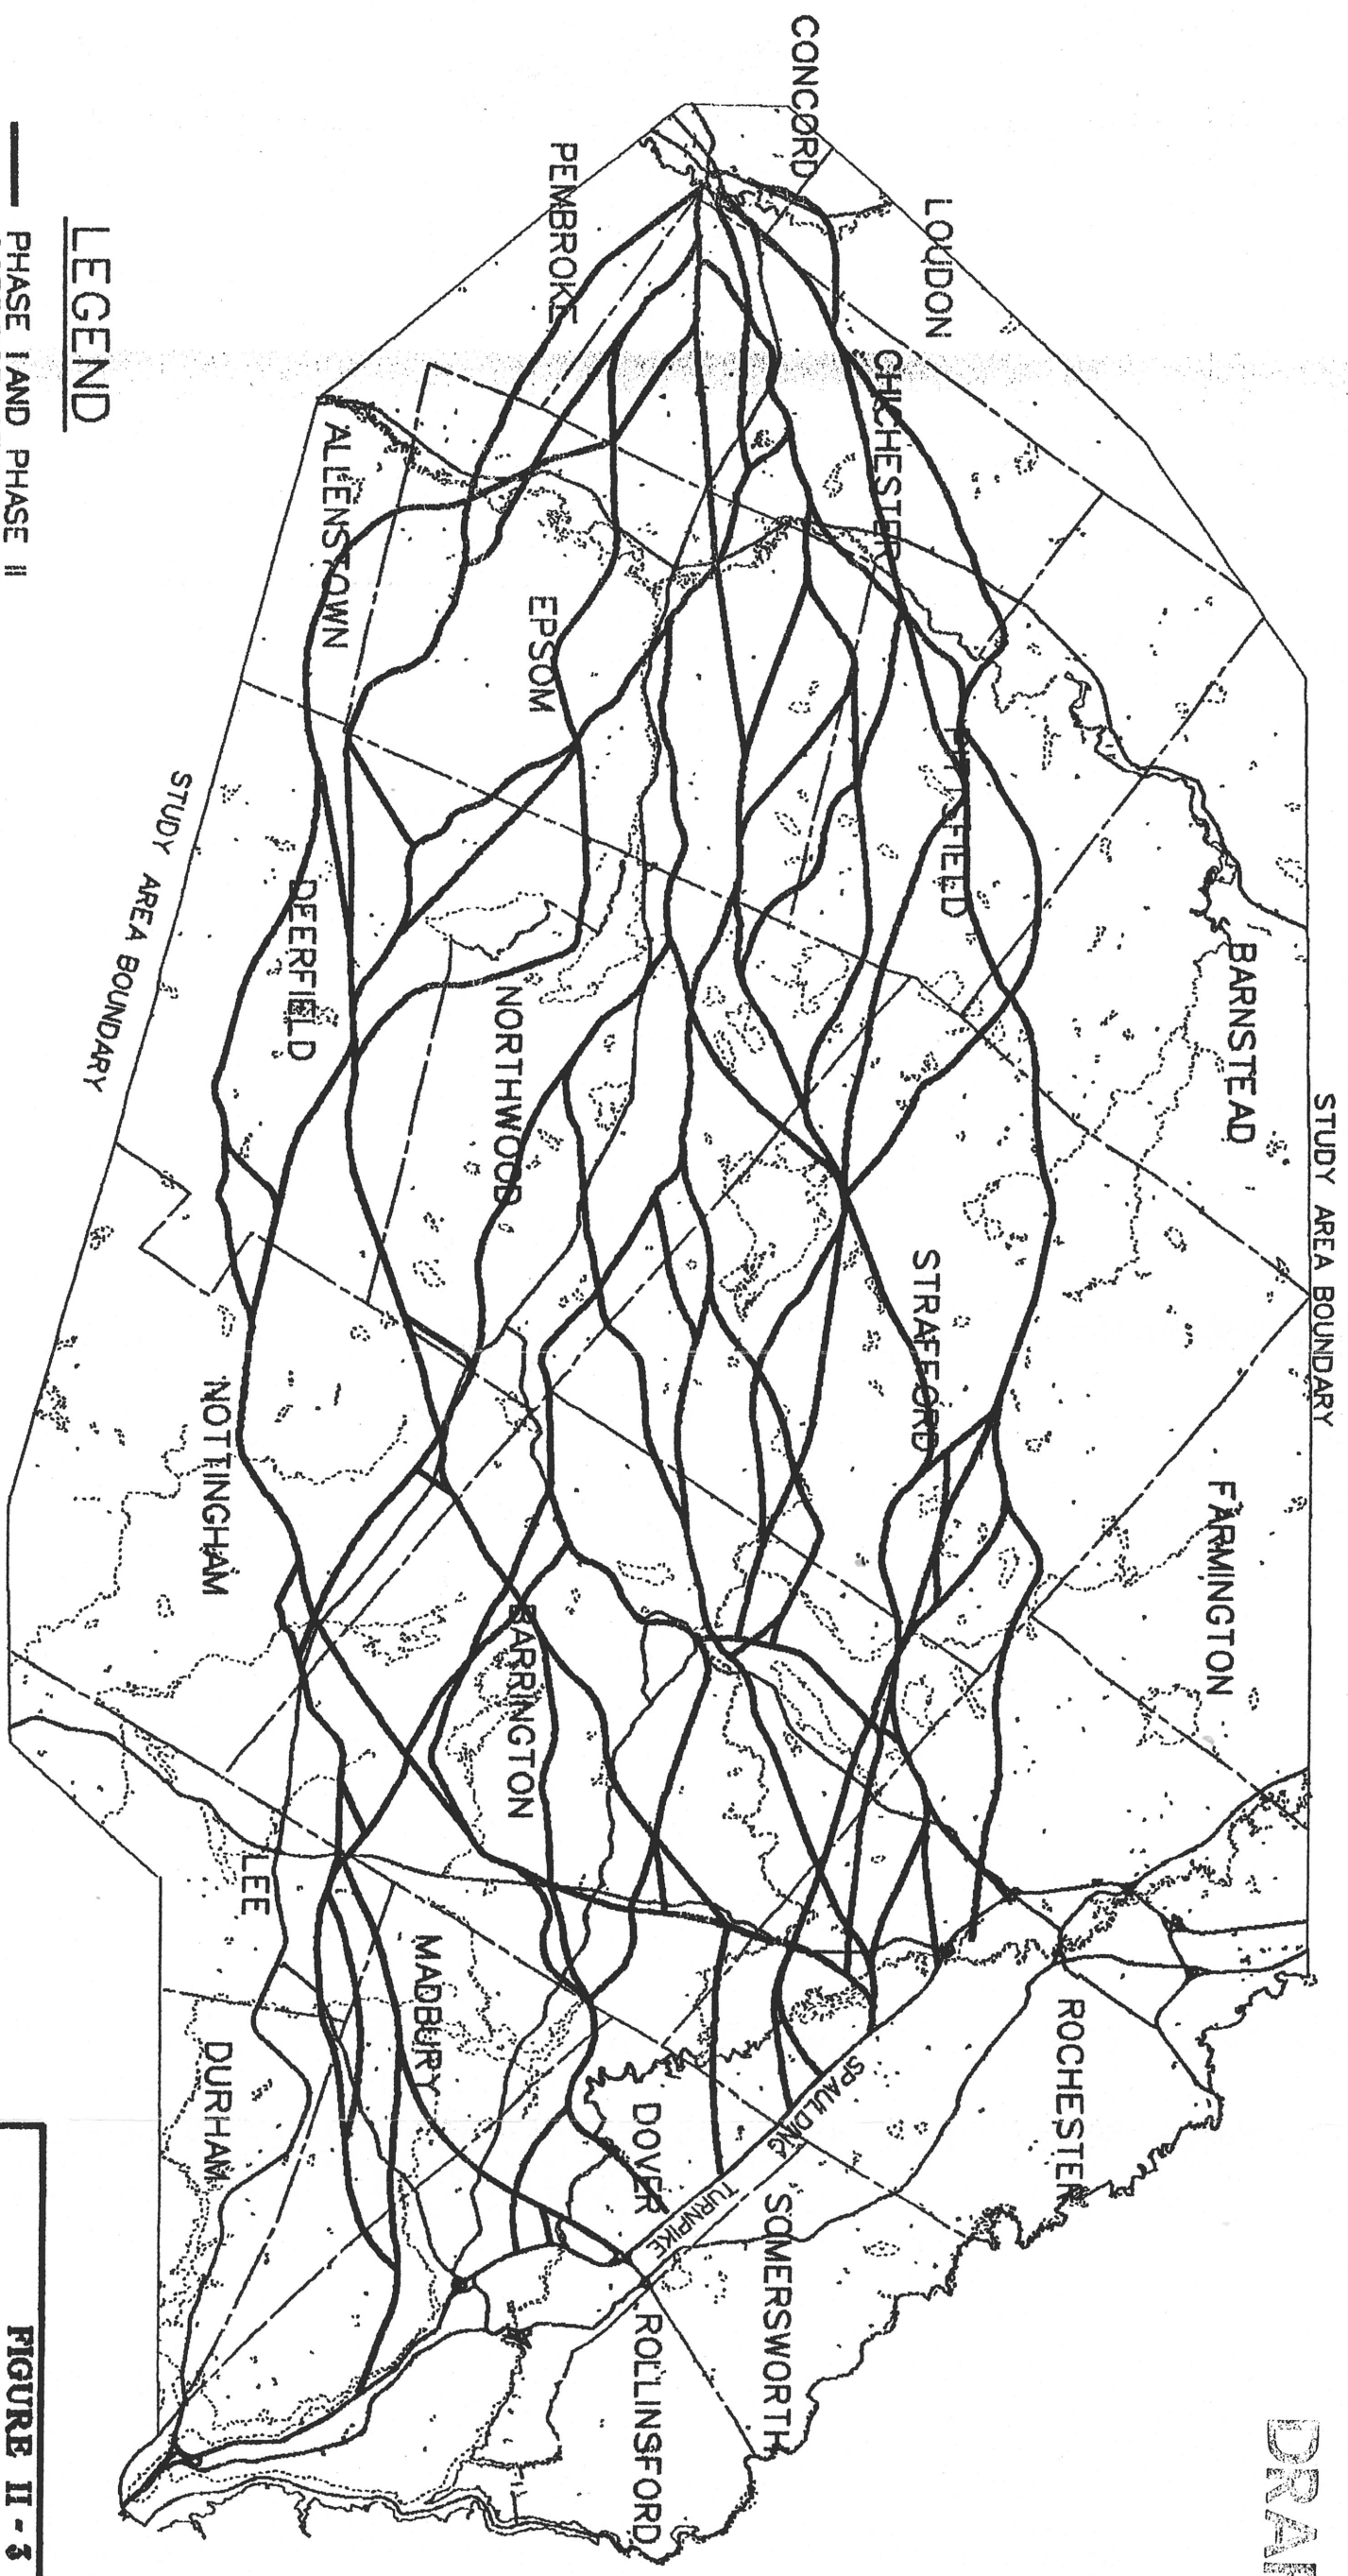 DRAF
STUDY AREA BOUNDARY
BARNSTEAD
FARMINGTON
LOUDON
CONCORD
CHICHESTER
PITTSFIELD
STRAFFORD
ROCHESTER
PEMBROKE
EPSOM
NORTHWOOD
BARRINGTON
SPAULDING
TURNPIKE
SOMERSWORTH
DOVER
ROLLINSFORD
ALLENSTOWN
DEERFIELD
NOTTINGHAM
MADBURY
LEE
DURHAM
STUDY AREA BOUNDARY
LEGEND
PHASE I AND PHASE II
FIGURE II - 3